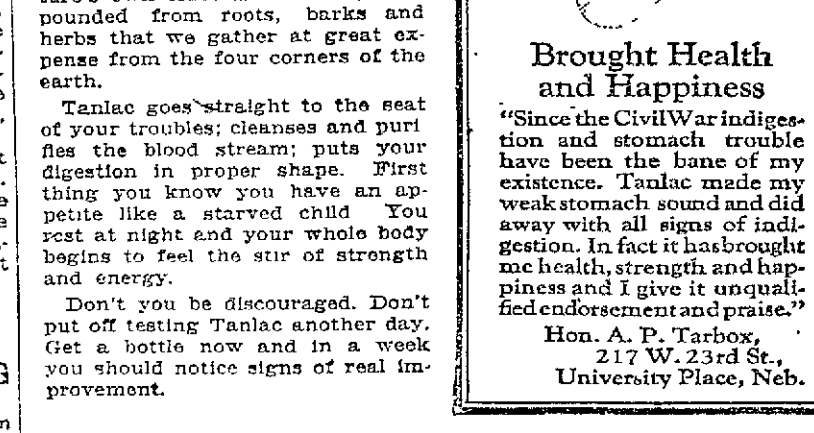 pounded from roots, barks and
herbs that we gather at great ex-
pense from the four corners of the
earth.
Tanlac goes straight to the seat
of your troubles; cleanses and puri
fies the blood stream; puts your
digestion in proper shape. First
thing you know you have an ap-
petite like a starved child You
rest at night and your whole body
begins to feel the stir of strength
and energy.
Don't you be discouraged. Don't
put off testing Tanlac another day.
Get a bottle now and in a week
you should notice signs of real im-
provement.
Brought Health
and Happiness
"Since the Civil War indiges-
tion and stomach trouble
have been the bane of my
existence. Tanlac made my
weak stomach sound and did
away with all signs of indi-
gestion. In fact it has brought
me health, strength and hap-
piness and I give it unquali-
fied endorsement and praise."
Hon. A. P. Tarbox,
217 W. 23rd St.,
University Place, Neb.